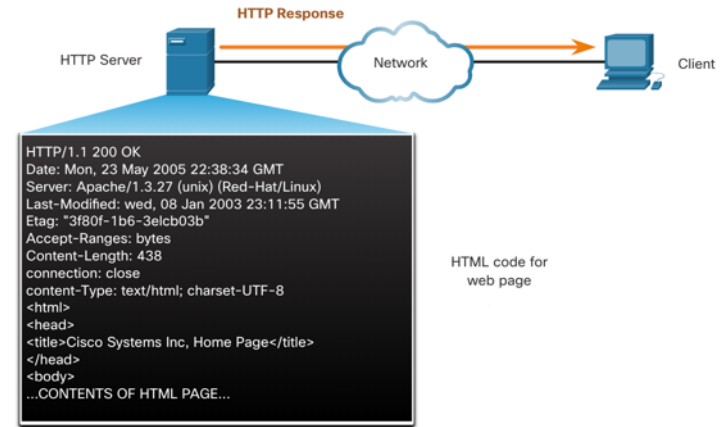 HTTP Response
HTTP Server
Network
Client
HTTP/1.1 200 OK
Date: Mon, 23 May 2005 22:38:34 GMT
Server: Apache/1.3.27 (unix) (Red-Hat/Linux)
Last-Modified: wed, 08 Jan 2003 23:11:55 GMT
Etag: "3f80f-1b6-3elcb03b"
Accept-Ranges: bytes
Content-Length: 438
connection: close
content-Type: text/html; charset-UTF-8
<html>
<head>
<title>Cisco Systems Inc, Home Page</title>
</head>
<body>
...CONTENTS OF HTML PAGE...
HTML code for
web page